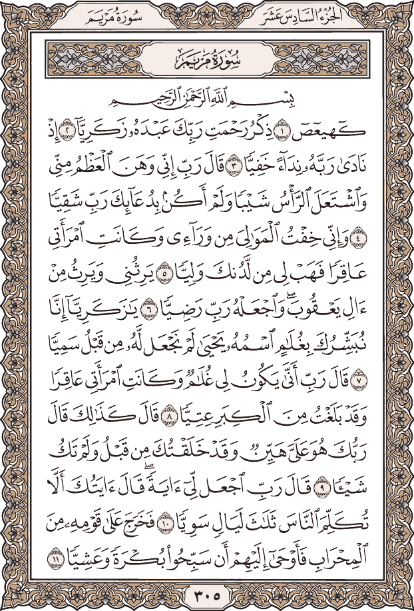 الجزء السادس عشر
سورة مريم
سورة مريم
بِسْمِ ٱللَّهِ ٱلرَّحْمَٰنِ ٱلرَّحِيمِ
كٓهيعٓصٓ ١ ذِكْرُ رَحْمَتِ رَبِّكَ عَبْدَهُۥ زَكَرِيَّآ ٢ إِذْ
نَادَىٰ رَبَّهُۥ نِدَآءً خَفِيًّا ٣ قَالَ رَبِّ إِنِّى وَهَنَ ٱلْعَظْمُ مِنِّى
وَٱشْتَعَلَ ٱلرَّأْسُ شَيْبًا وَلَمْ أَكُنۢ بِدُعَآئِكَ رَبِّ شَقِيًّا
٤ وَإِنِّى خِفْتُ ٱلْمَوَٰلِىَ مِن وَرَآءِى وَكَانَتِ ٱمْرَأَتِى
عَاقِرًا فَهَبْ لِى مِن لَّدُنكَ وَلِيًّا ٥ يَرِثُنِى وَيَرِثُ مِنْ
ءَالِ يَعْقُوبَ ۖ وَٱجْعَلْهُ رَبِّ رَضِيًّا ٦ يَٰزَكَرِيَّآ إِنَّا
نُبَشِّرُكَ بِغُلَٰمٍ ٱسْمُهُۥ يَحْيَىٰ لَمْ نَجْعَل لَّهُۥ مِن قَبْلُ سَمِيًّا
٧ قَالَ رَبِّ أَنَّىٰ يَكُونُ لِى غُلَٰمٌ وَكَانَتِ ٱمْرَأَتِى عَاقِرًا
وَقَدْ بَلَغْتُ مِنَ ٱلْكِبَرِ عِتِيًّا ٨ قَالَ كَذَٰلِكَ قَالَ
رَبُّكَ هُوَ عَلَىَّ هَيِّنٌ وَقَدْ خَلَقْتُكَ مِن قَبْلُ وَلَمْ تَكُ
شَيْـًٔا ٩ قَالَ رَبِّ ٱجْعَل لِّىٓ ءَايَةً ۚ قَالَ ءَايَتُكَ أَلَّا
تُكَلِّمَ ٱلنَّاسَ ثَلَٰثَ لَيَالٍ سَوِيًّا ١٠ فَخَرَجَ عَلَىٰ قَوْمِهِۦ مِنَ
ٱلْمِحْرَابِ فَأَوْحَىٰٓ إِلَيْهِمْ أَن سَبِّحُوا۟ بُكْرَةً وَعَشِيًّا ١١
٣٠٥